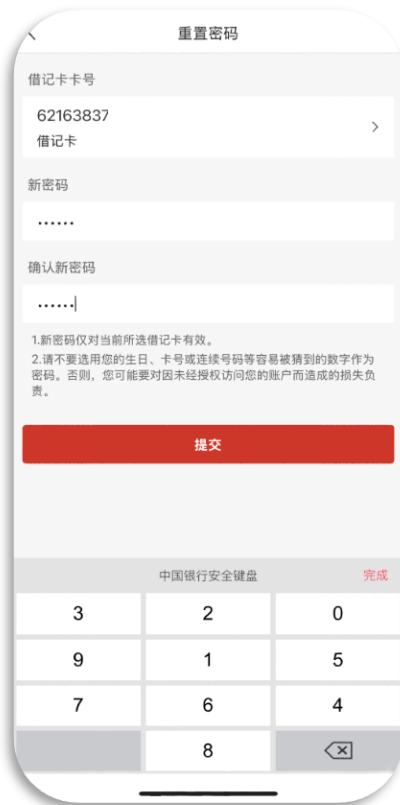 重置密码
借记卡卡号
62163837
借记卡
新密码
••••••
确认新密码
••••••
1.新密码仅对当前所选借记卡有效。
2.请不要选用您的生日、卡号或连续号码等容易被猜到的数字作为
密码。否则，您可能要对因未经授权访问您的账户而造成的损失负
责。
提交
中国银行安全键盘 完成
3 2 0
9 1 5
7 6 4
8